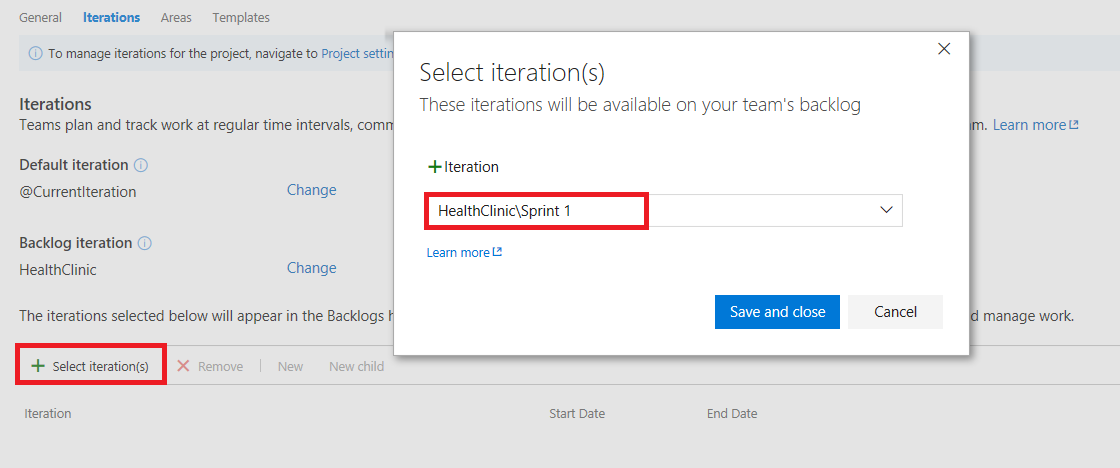 General Iterations Areas Templates
To manage iterations for the project, navigate to Project settin
Select iteration(s)
These iterations will be available on your team's backlog
Iterations
Teams plan and track work at regular time intervals, comm
m. Learn more
Default iteration
@CurrentIteration Change
+ Iteration
HealthClinic\Sprint 1
Learn more
Backlog iteration
HealthClinic Change
Save and close Cancel
The iterations selected below will appear in the Backlogs h
d manage work.
+ Select iteration(s) Remove New New child
Iteration Start Date End Date